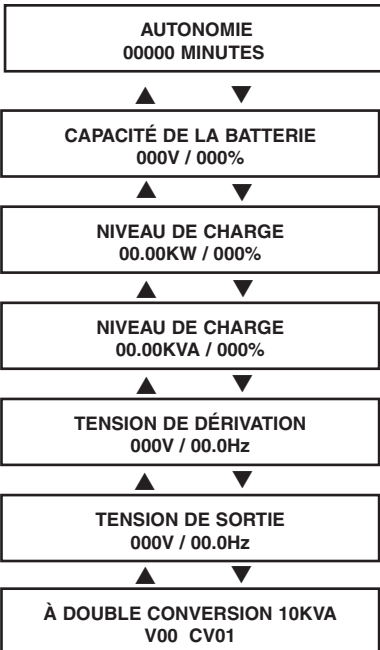 AUTONOMIE
00000 MINUTES
CAPACITÉ DE LA BATTERIE
000V / 000%
NIVEAU DE CHARGE
00.00KW / 000%
NIVEAU DE CHARGE
00.00KVA / 000%
TENSION DE DÉRIVATION
000V / 00.0Hz
TENSION DE SORTIE
000V / 00.0Hz
À DOUBLE CONVERSION 10KVA
V00 CV01